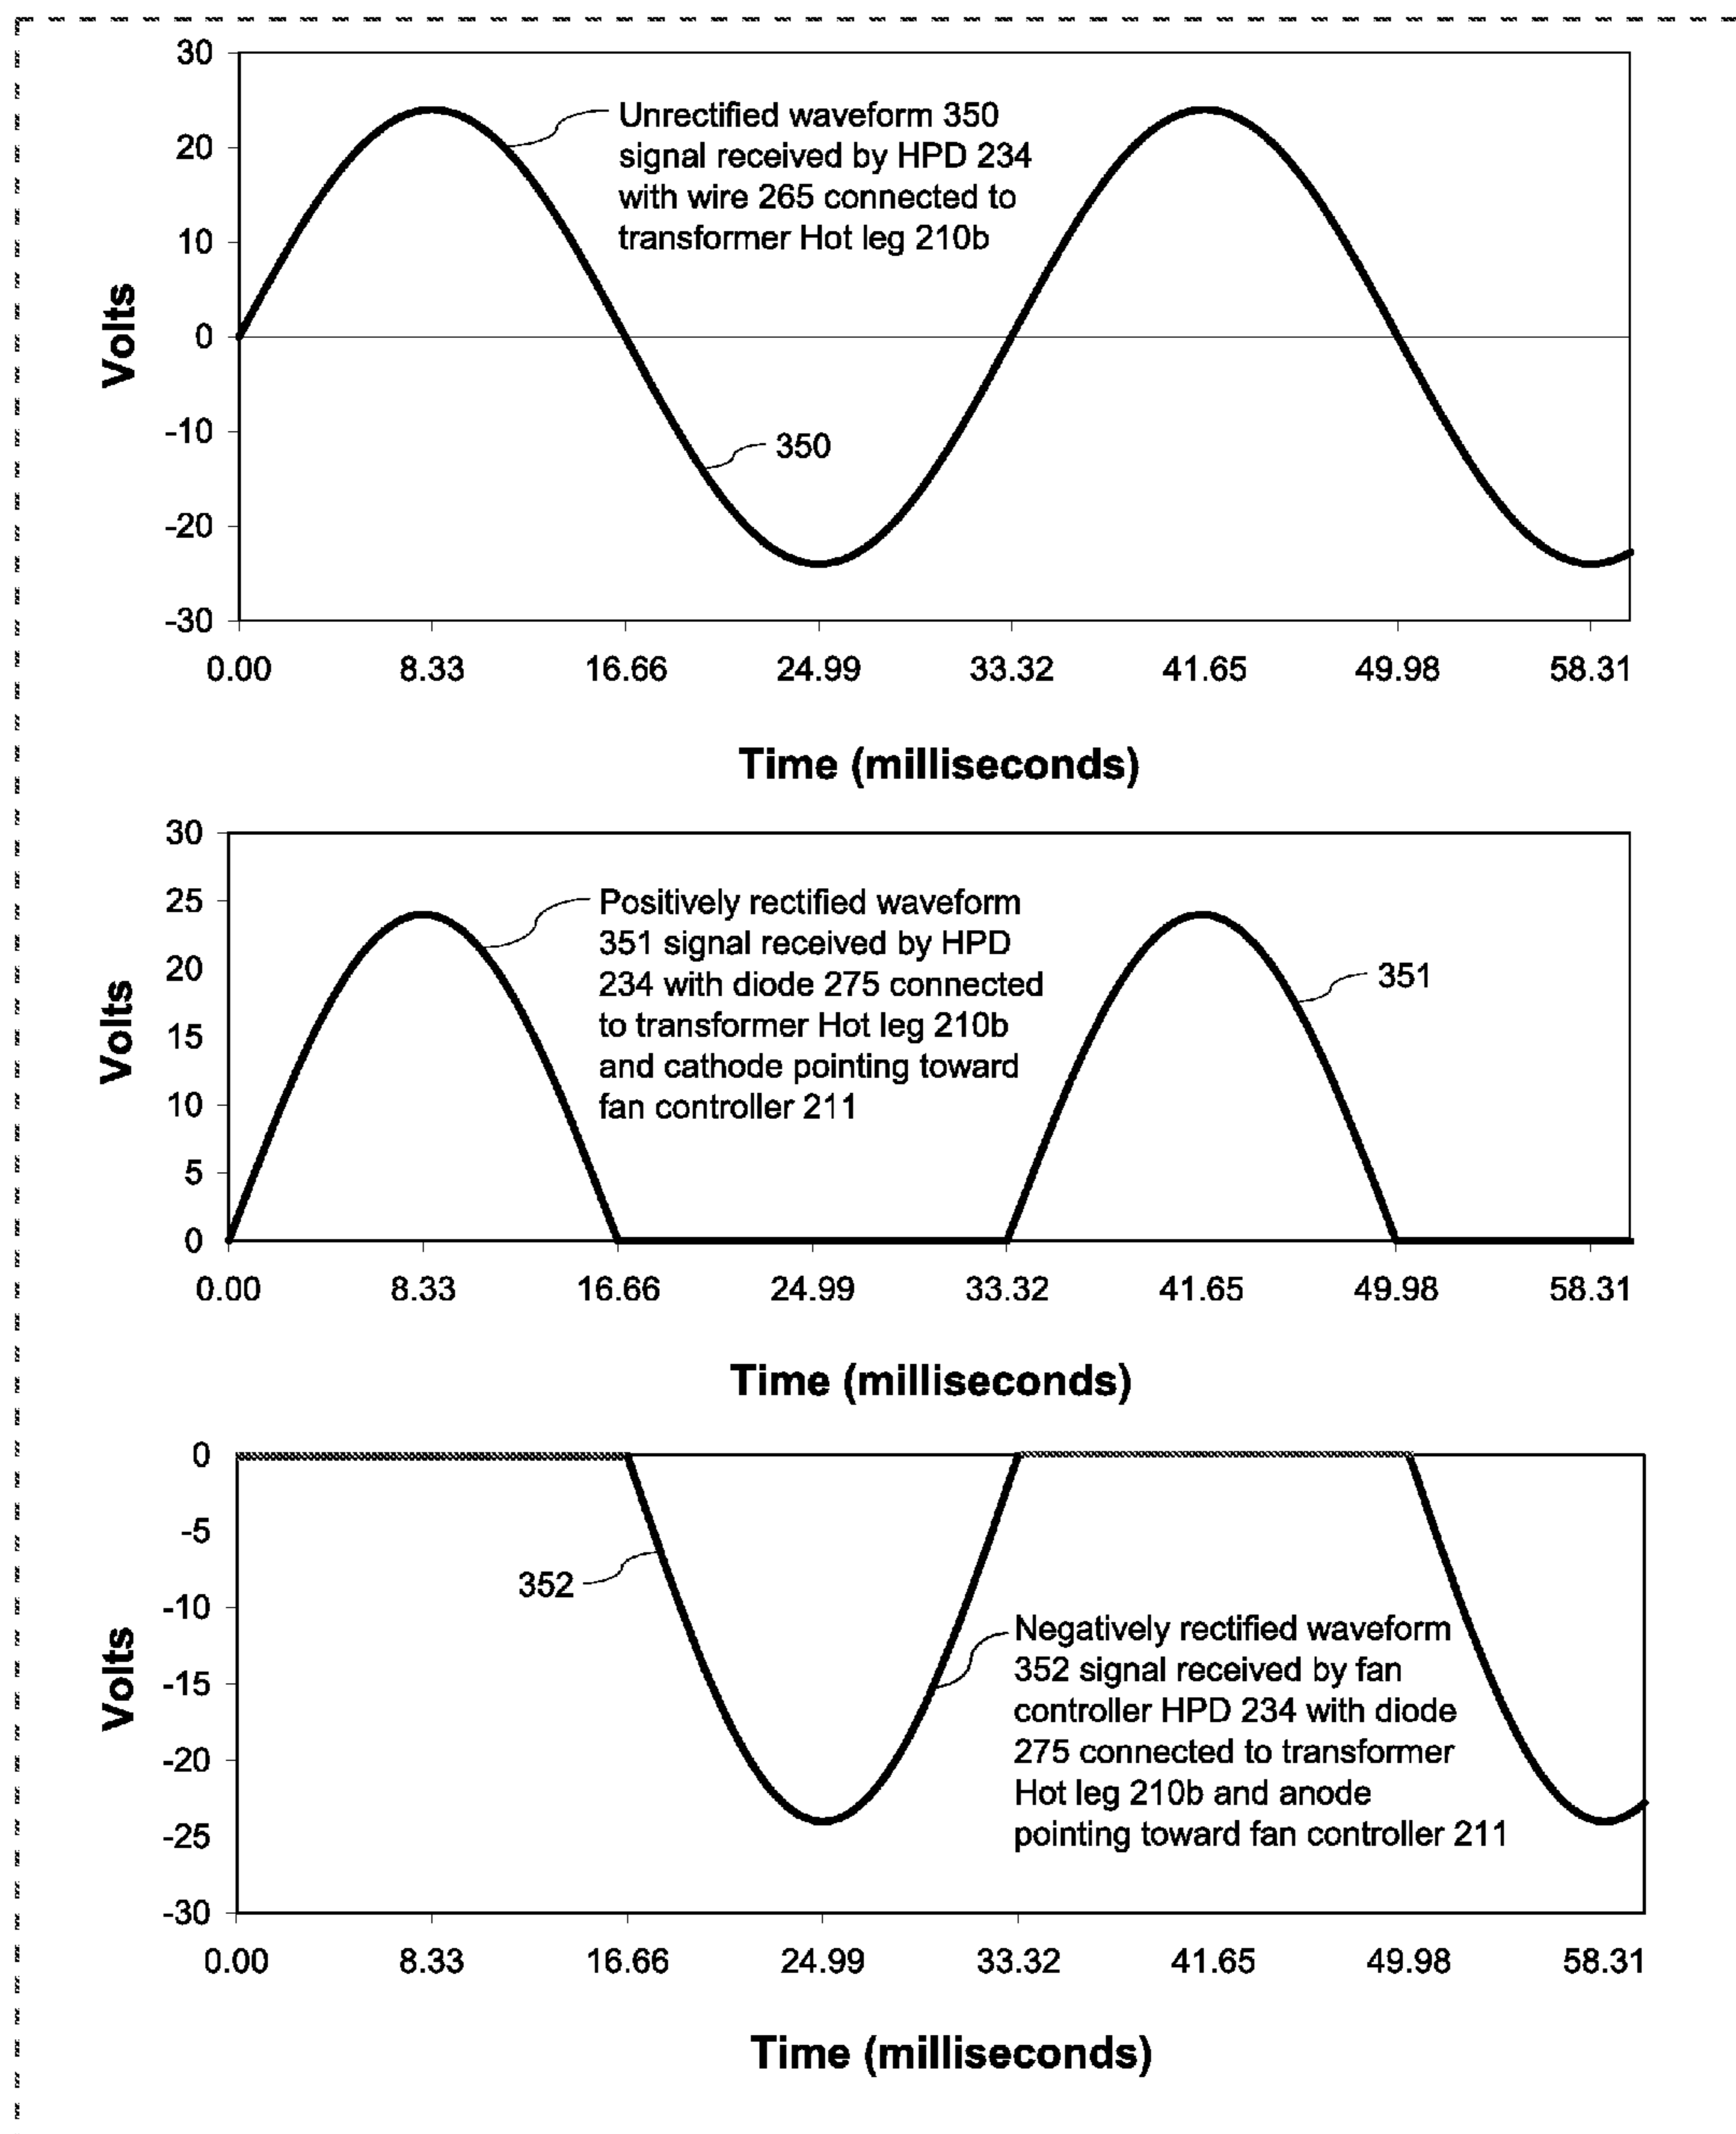 30
20
10
0
-10
-20
-30
Volts
Unrectified waveform 350
signal received by HPD 234
with wire 265 connected to
transformer Hot leg 210b
350
0.00 8.33 16.66 24.99 33.32 41.65 49.98 58.31
Time (milliseconds)
30
25
20
15
10
5
0
Volts
Positively rectified waveform
351 signal received by HPD
234 with diode 275 connected
to transformer Hot leg 210b
and cathode pointing toward
fan controller 211
351
0.00 8.33 16.66 24.99 33.32 41.65 49.98 58.31
Time (milliseconds)
0
-5
-10
-15
-20
-25
-30
Volts
352
Negatively rectified waveform
352 signal received by fan
controller HPD 234 with diode
275 connected to transformer
Hot leg 210b and anode
pointing toward fan controller 211
0.00 8.33 16.66 24.99 33.32 41.65 49.98 58.31
Time (milliseconds)